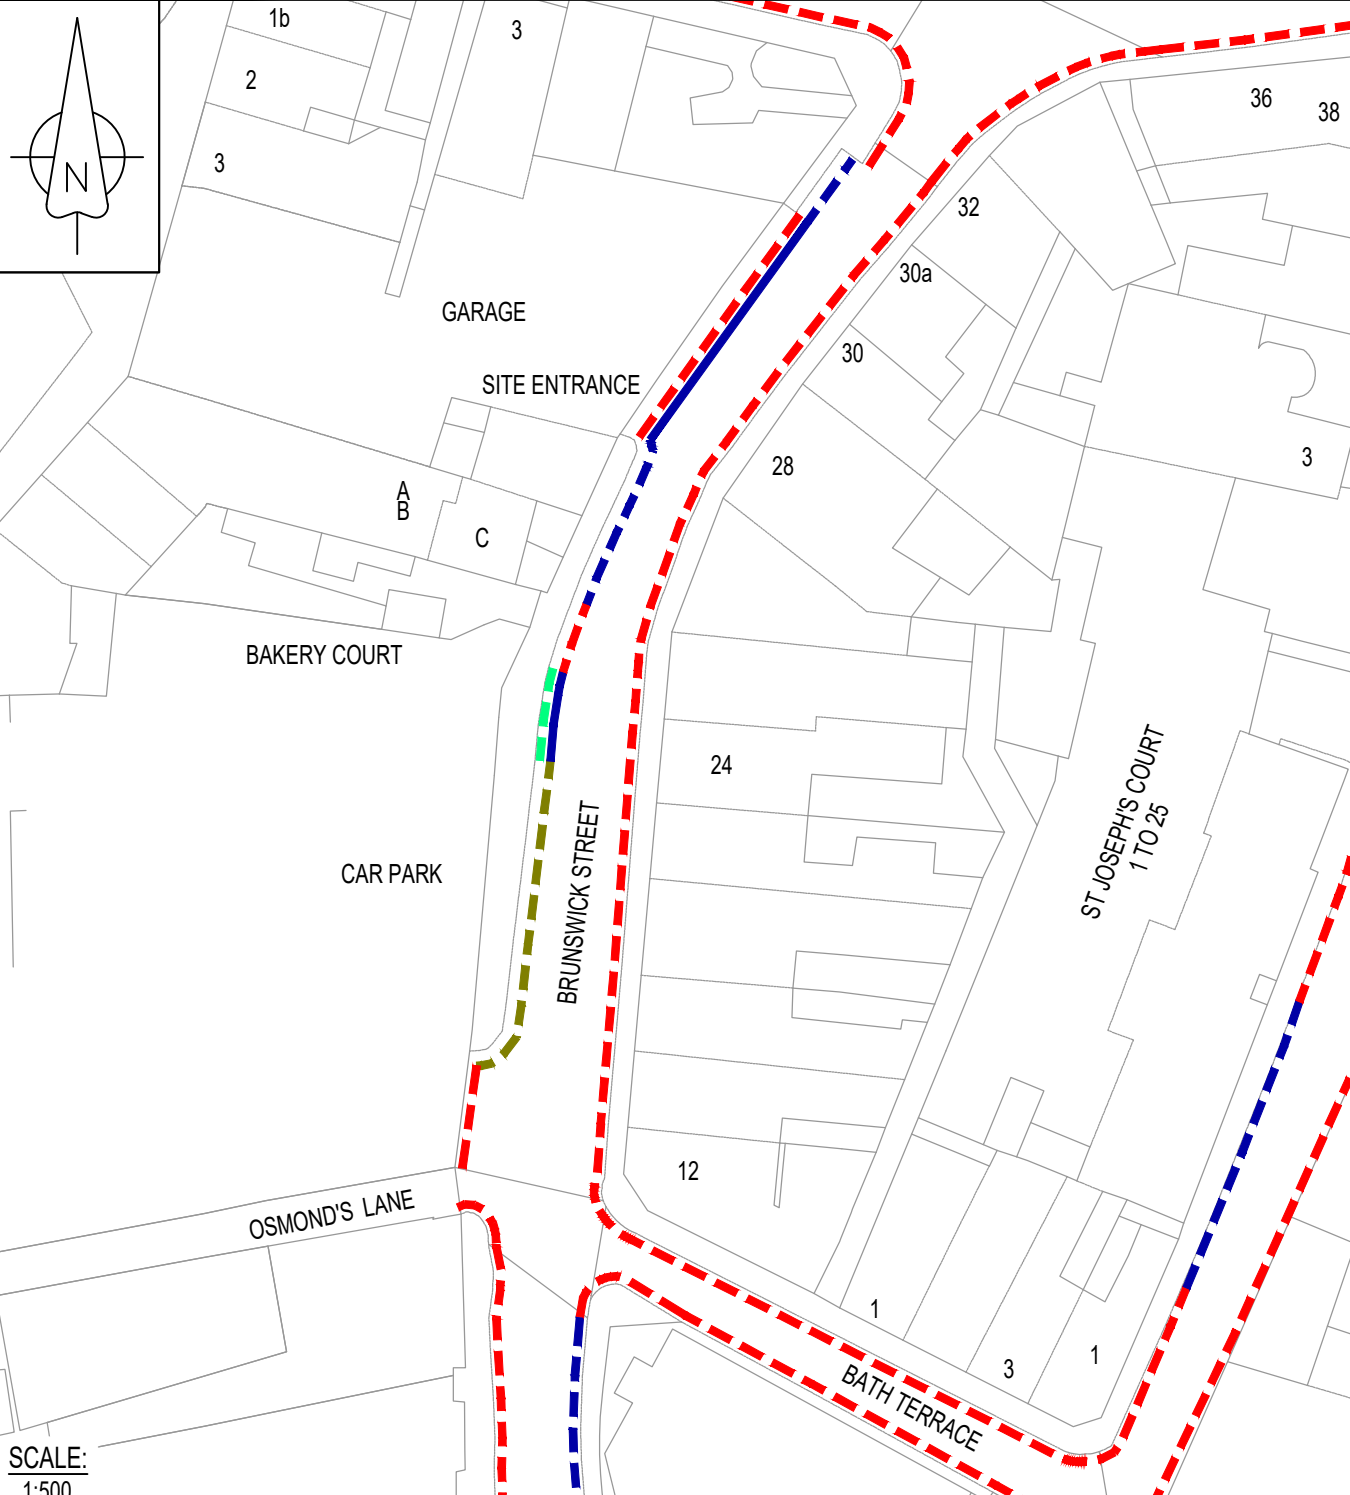 1b
3
2
36
38
3
N
32
30a
GARAGE
30
SITE ENTRANCE
28
3
A
B
C
BAKERY COURT
24
ST JOSEPH'S COURT
1 TO 25
CAR PARK
BRUNSWICK STREET
12
OSMOND'S LANE
1
3
1
BATH TERRACE
SCALE:
1:500